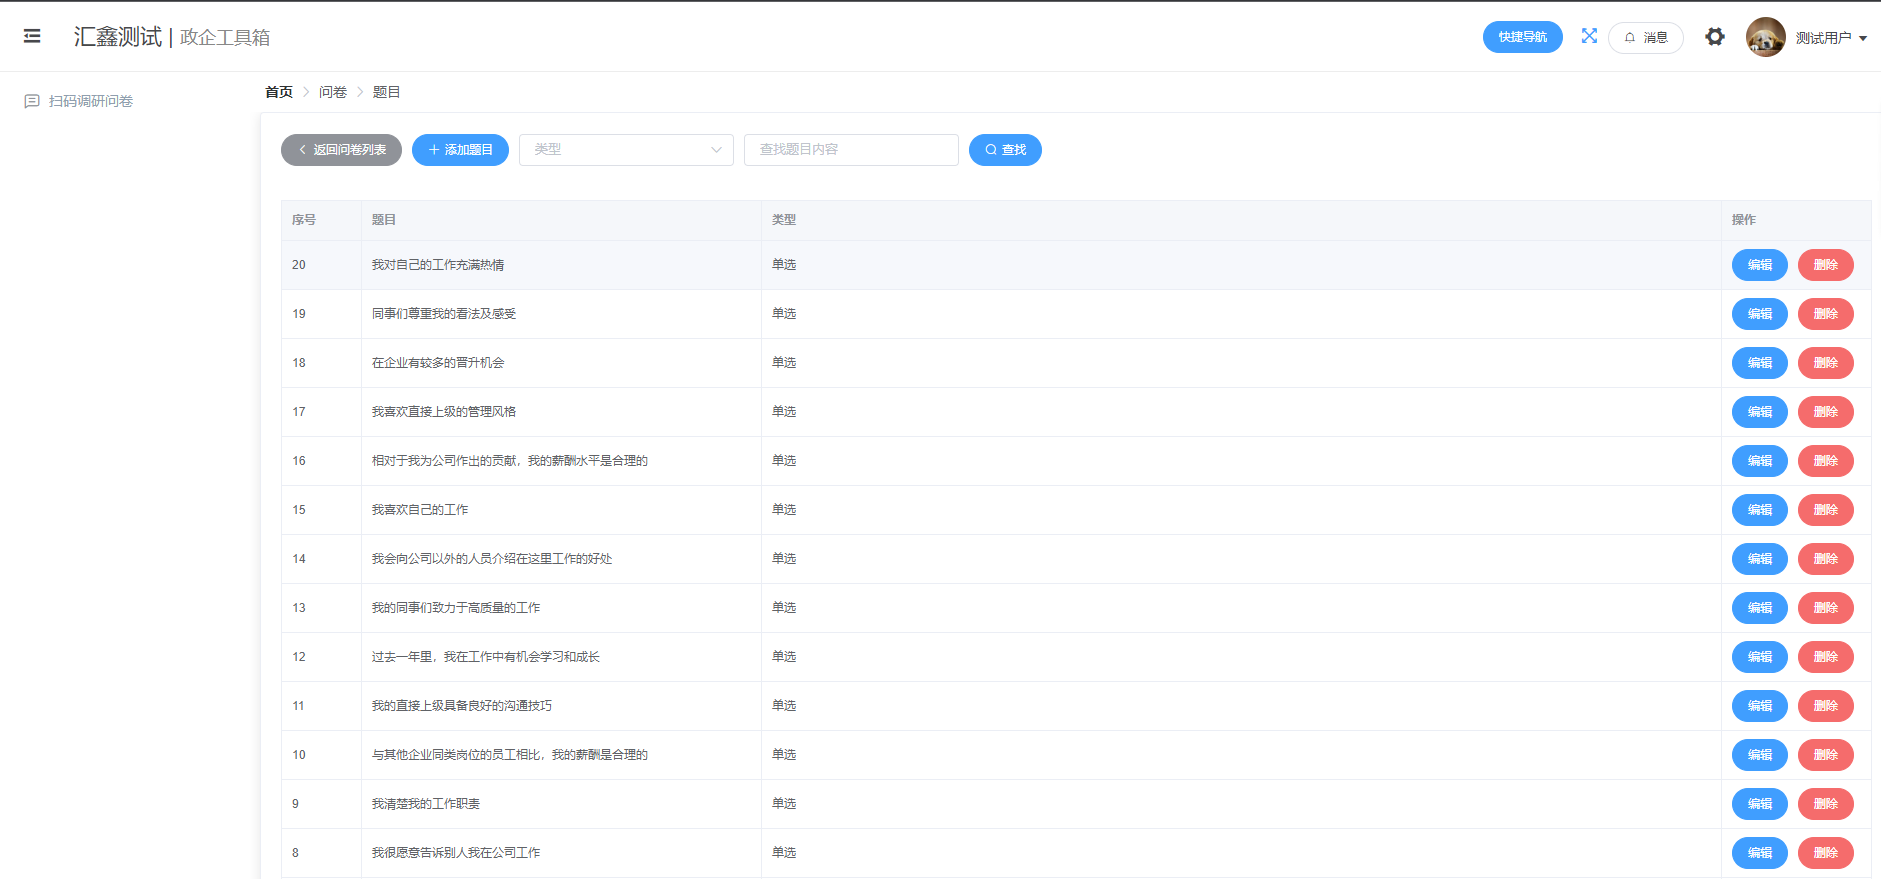 汇鑫测试 | 政企工具箱
快捷导航
消息
测试用户
扫码调研问卷
首页 > 问卷 > 题目
返回问卷列表
添加题目
类型
查找题目内容
查找
序号 题目 类型 操作
20 我对自己的工作充满热情 单选 编辑 删除
19 同事们尊重我的看法及感受 单选 编辑 删除
18 在企业有较多的晋升机会 单选 编辑 删除
17 我喜欢直接上级的管理风格 单选 编辑 删除
16 相对于我为公司作出的贡献，我的薪酬水平是合理的 单选 编辑 删除
15 我喜欢自己的工作 单选 编辑 删除
14 我会向公司以外的人员介绍在这里工作的好处 单选 编辑 删除
13 我的同事们致力于高质量的工作 单选 编辑 删除
12 过去一年里，我在工作中有机会学习和成长 单选 编辑 删除
11 我的直接上级具备良好的沟通技巧 单选 编辑 删除
10 与其他企业同类岗位的员工相比，我的薪酬是合理的 单选 编辑 删除
9 我清楚我的工作职责 单选 编辑 删除
8 我很愿意告诉别人我在公司工作 单选 编辑 删除